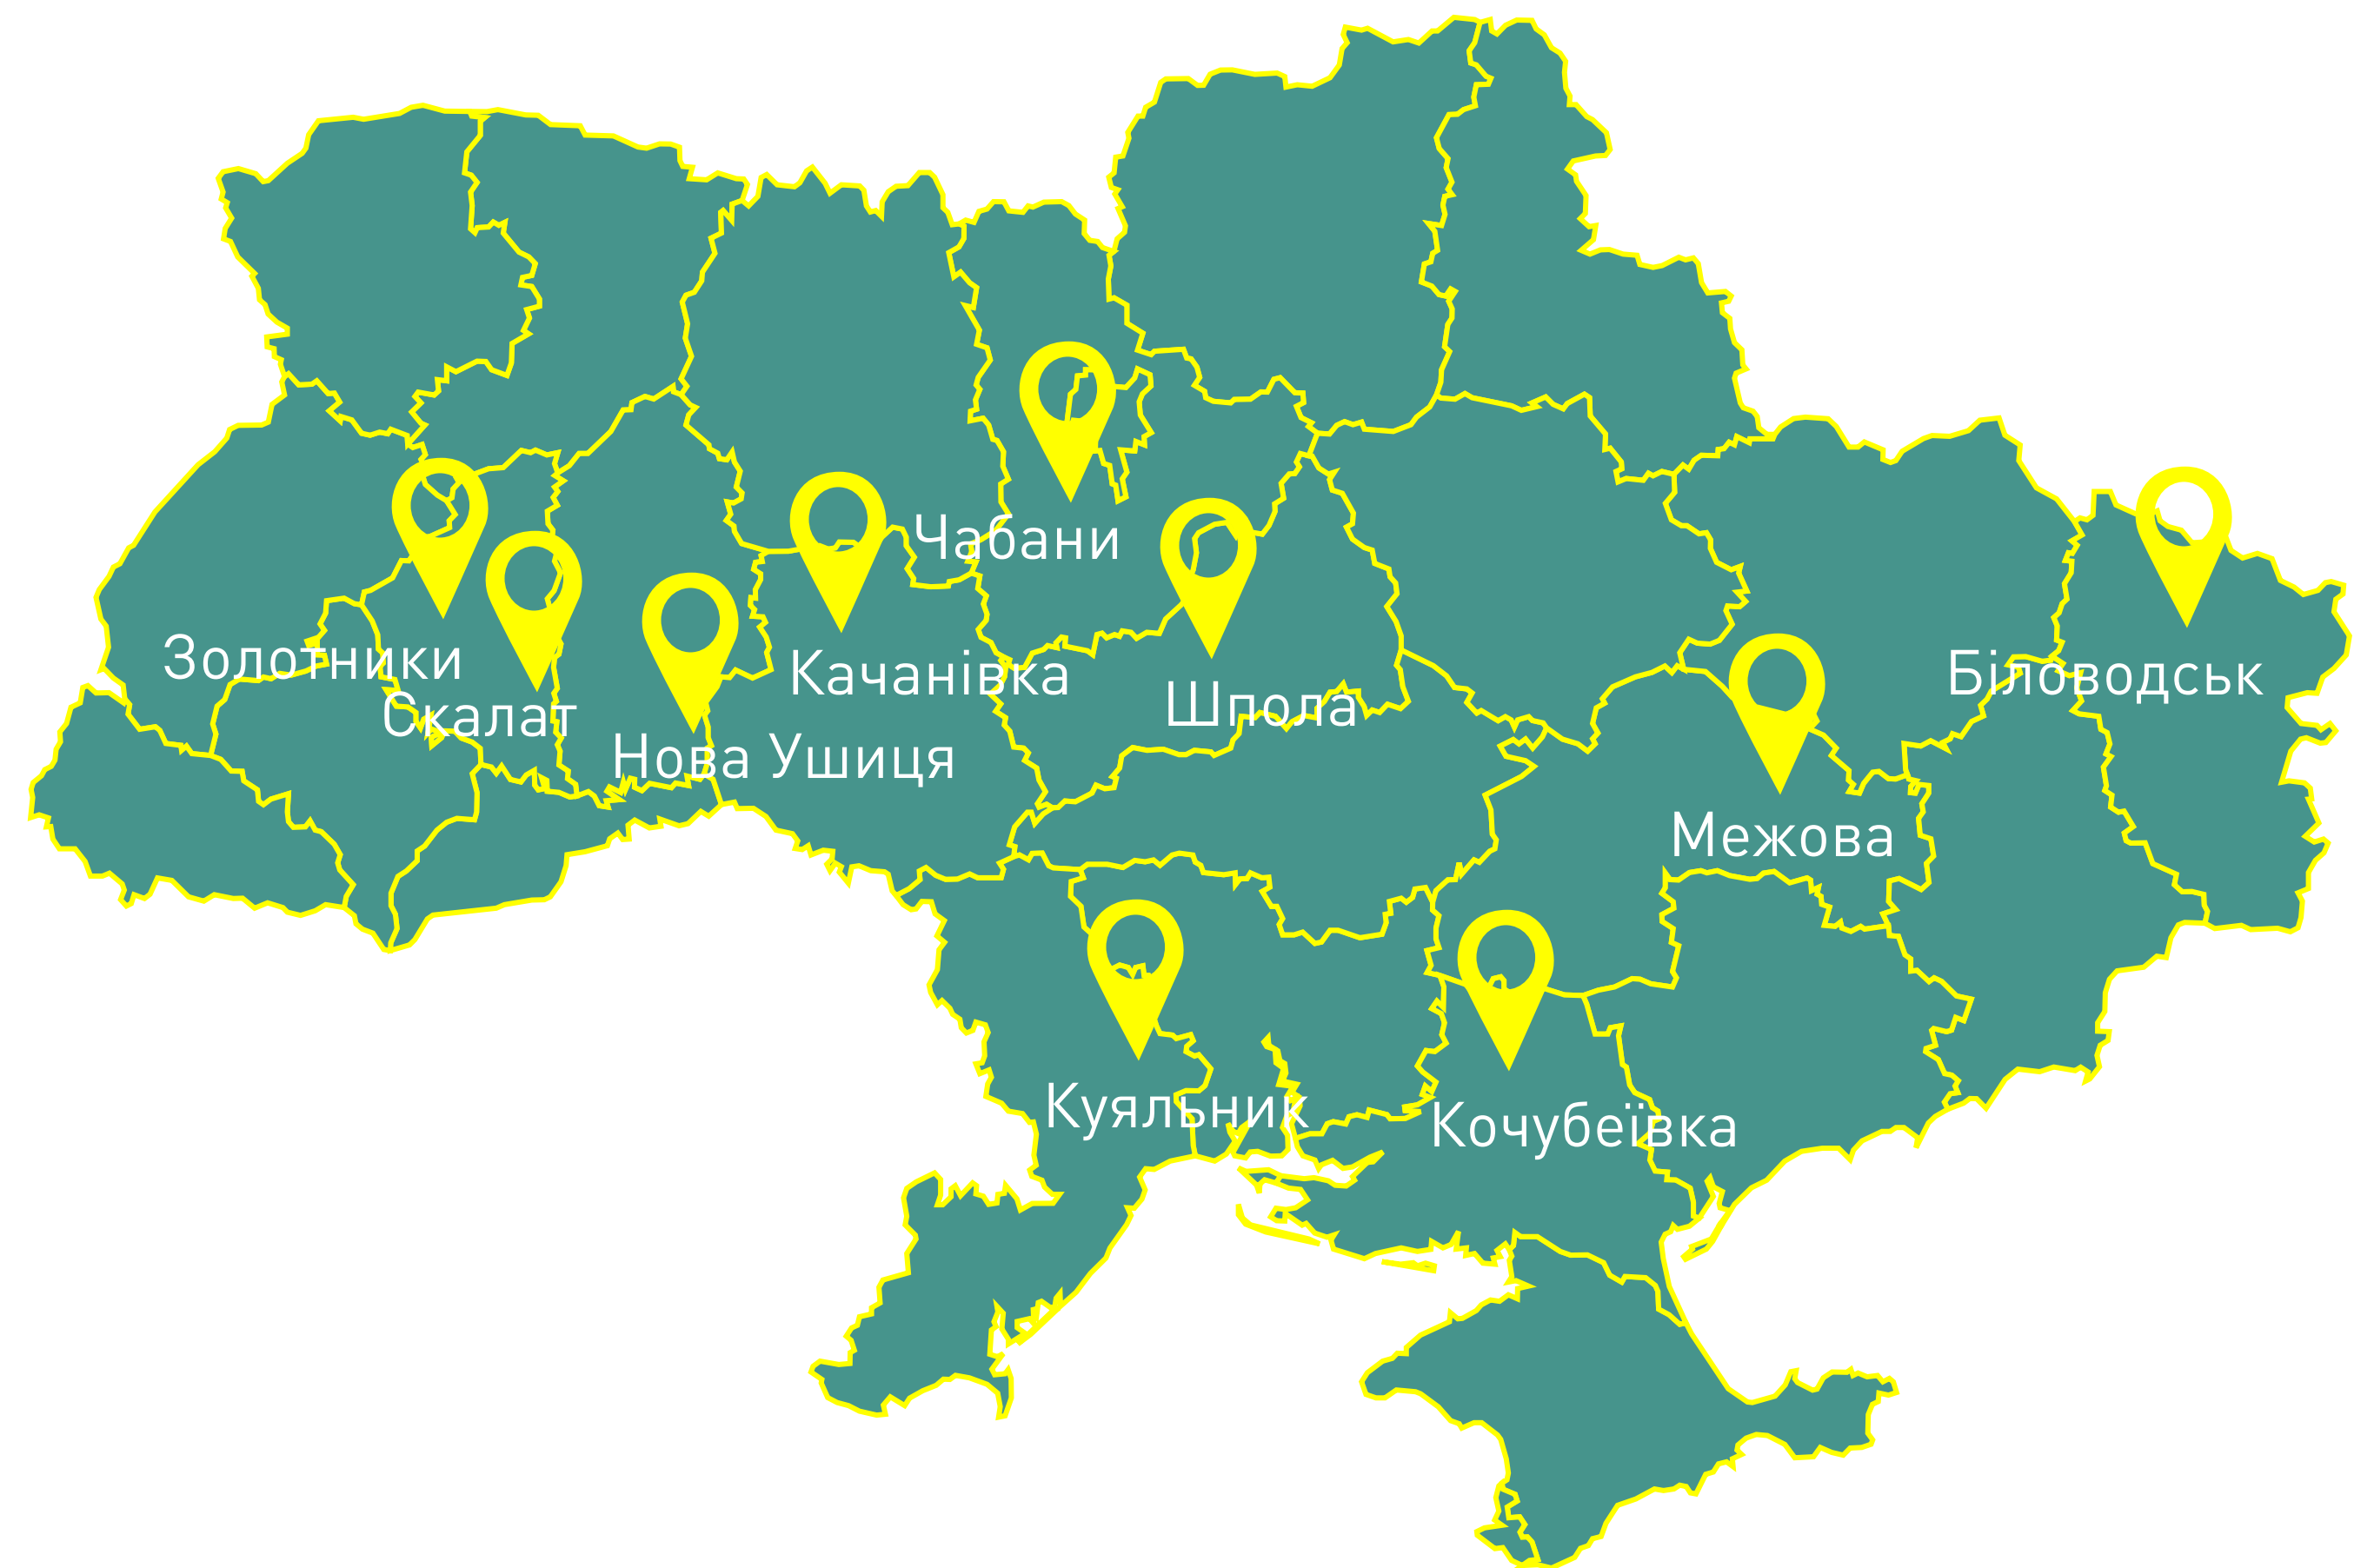 Чабани
Золотники
Скалат
Нова Ушиця
Качанівка
Шпола
Біловодськ
Межова
Куяльник
Кочубеївка